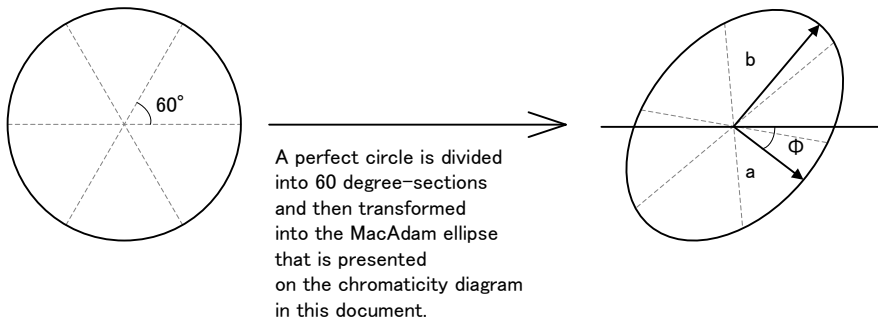 60°
A perfect circle is divided
into 60 degree-sections
and then transformed
into the MacAdam ellipse
that is presented
on the chromaticity diagram
in this document.
b
Φ
a